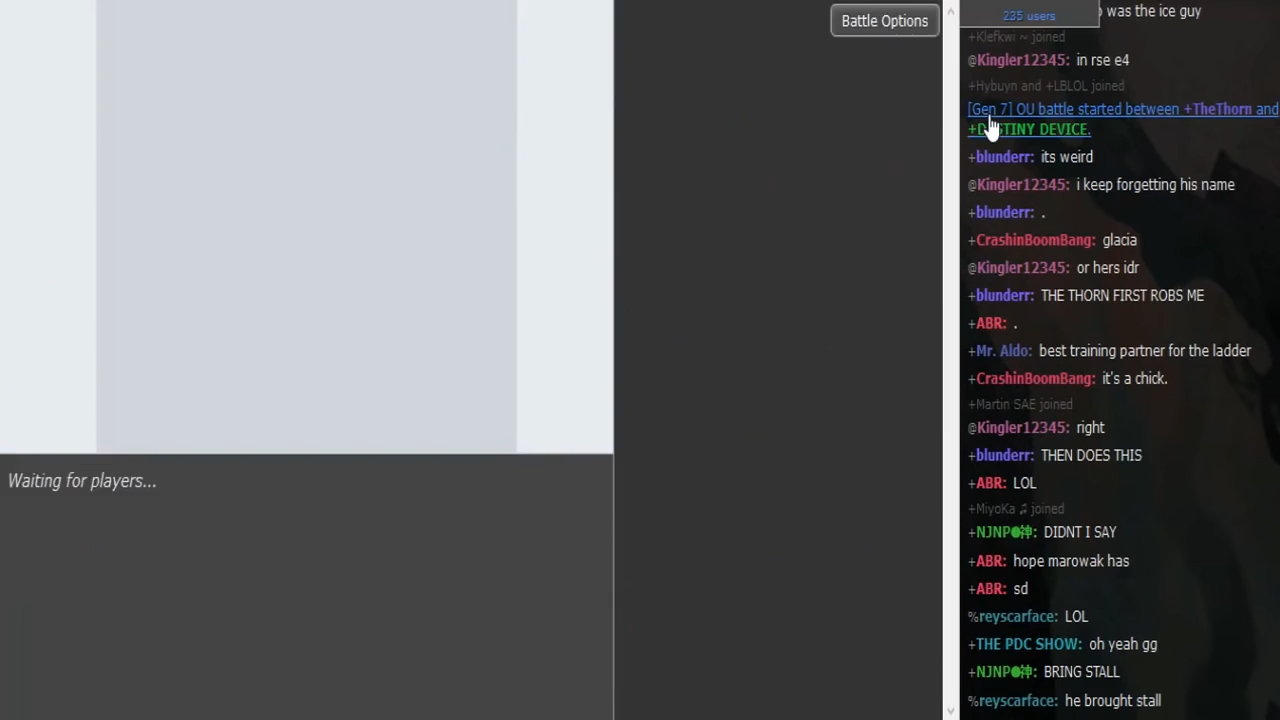 Battle Options
235 users
was the ice guy
+Klefkwi ~ joined
@Kingler12345: in rse e4
+Hybuyn and +LBLOL joined
[Gen 7] OU battle started between +TheThorn and
+DESTINY DEVICE.
+blunderr: its weird
@Kingler12345: i keep forgetting his name
+blunderr: .
+CrashinBoomBang: glacia
@Kingler12345: or hers idr
+blunderr: THE THORN FIRST ROBS ME
+ABR: .
+Mr. Aldo: best training partner for the ladder
+CrashinBoomBang: it's a chick.
+Martin SAE joined
@Kingler12345: right
+blunderr: THEN DOES THIS
Waiting for players...
+ABR: LOL
+MiyoKa ♫ joined
+NJNP●神: DIDNT I SAY
+ABR: hope marowak has
+ABR: sd
%reyscarface: LOL
+THE PDC SHOW: oh yeah gg
+NJNP●神: BRING STALL
%reyscarface: he brought stall